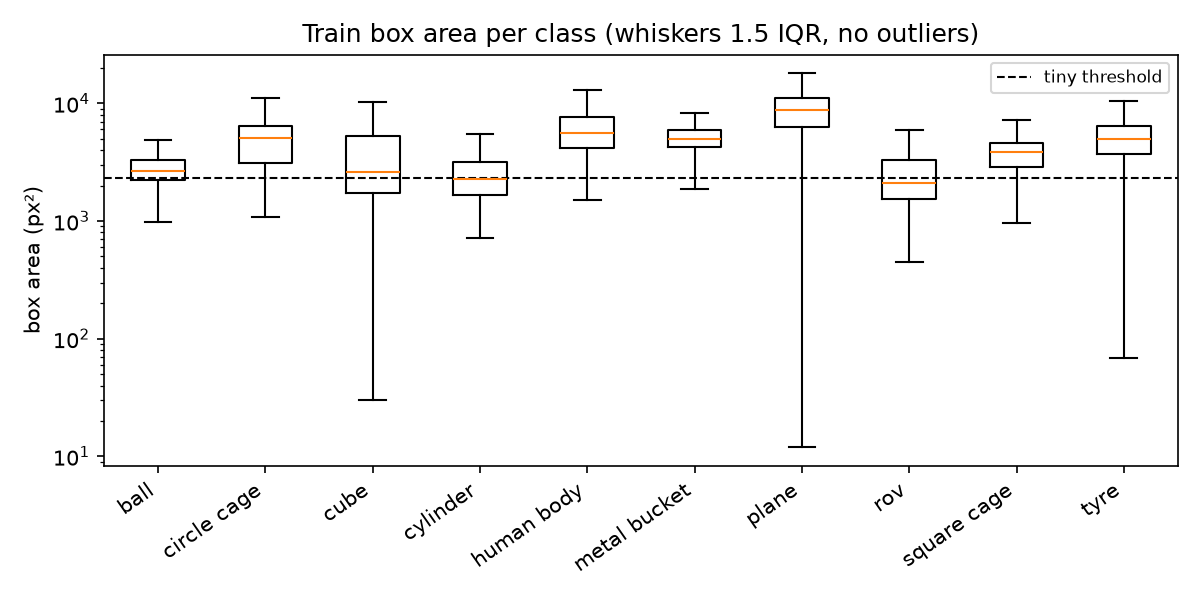 Train box area per class (whiskers 1.5 IQR, no outliers)
tiny threshold
box area (px²)
10⁴
10³
10²
10¹
ball
circle cage
cube
cylinder
human body
metal bucket
plane
rov
square cage
tyre